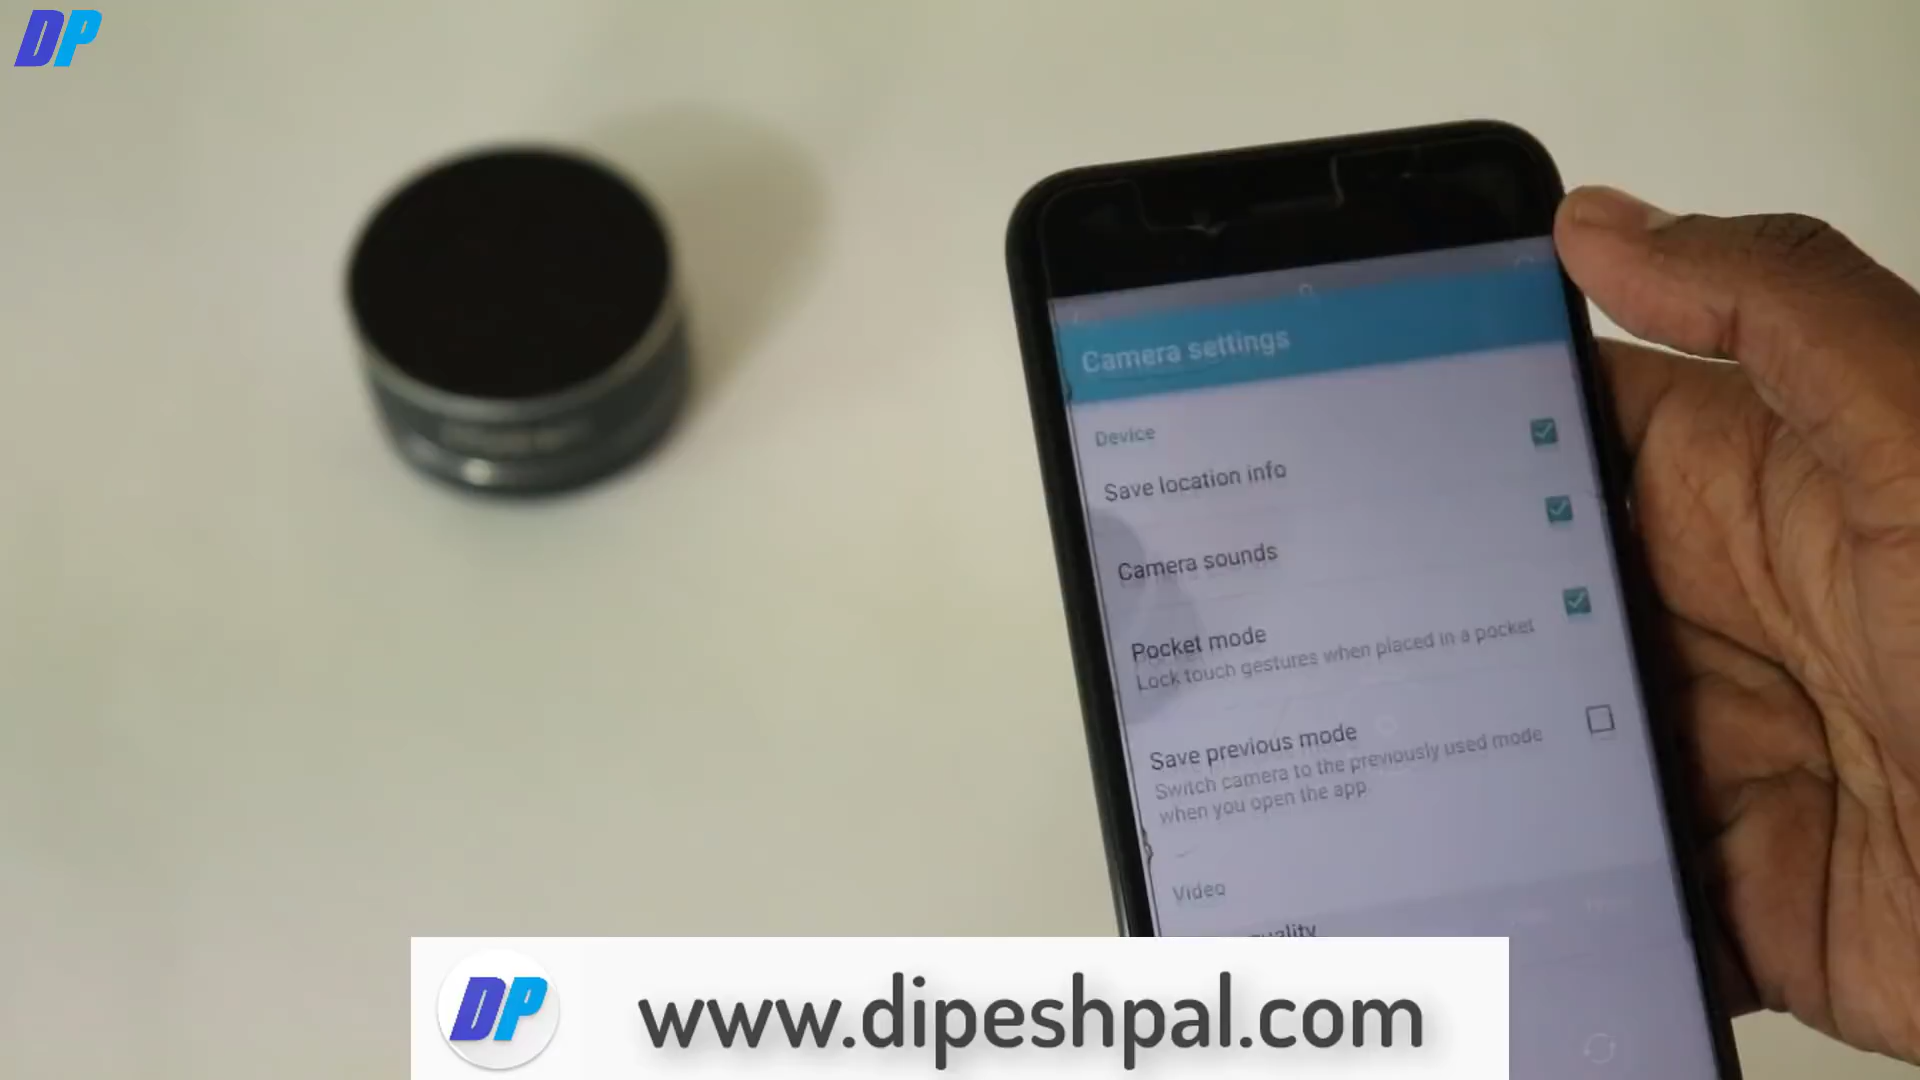 DP
Camera settings
Device
Save location info
Camera sounds
Pocket mode
Lock touch gestures when placed in a pocket
Save previous mode
Switch camera to the previously used mode
when you open the app.
Video
quality
DP
www.dipeshpal.com